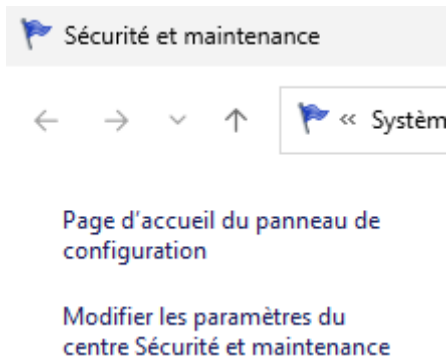 Sécurité et maintenance
« Systèm
Page d'accueil du panneau de
configuration
Modifier les paramètres du
centre Sécurité et maintenance